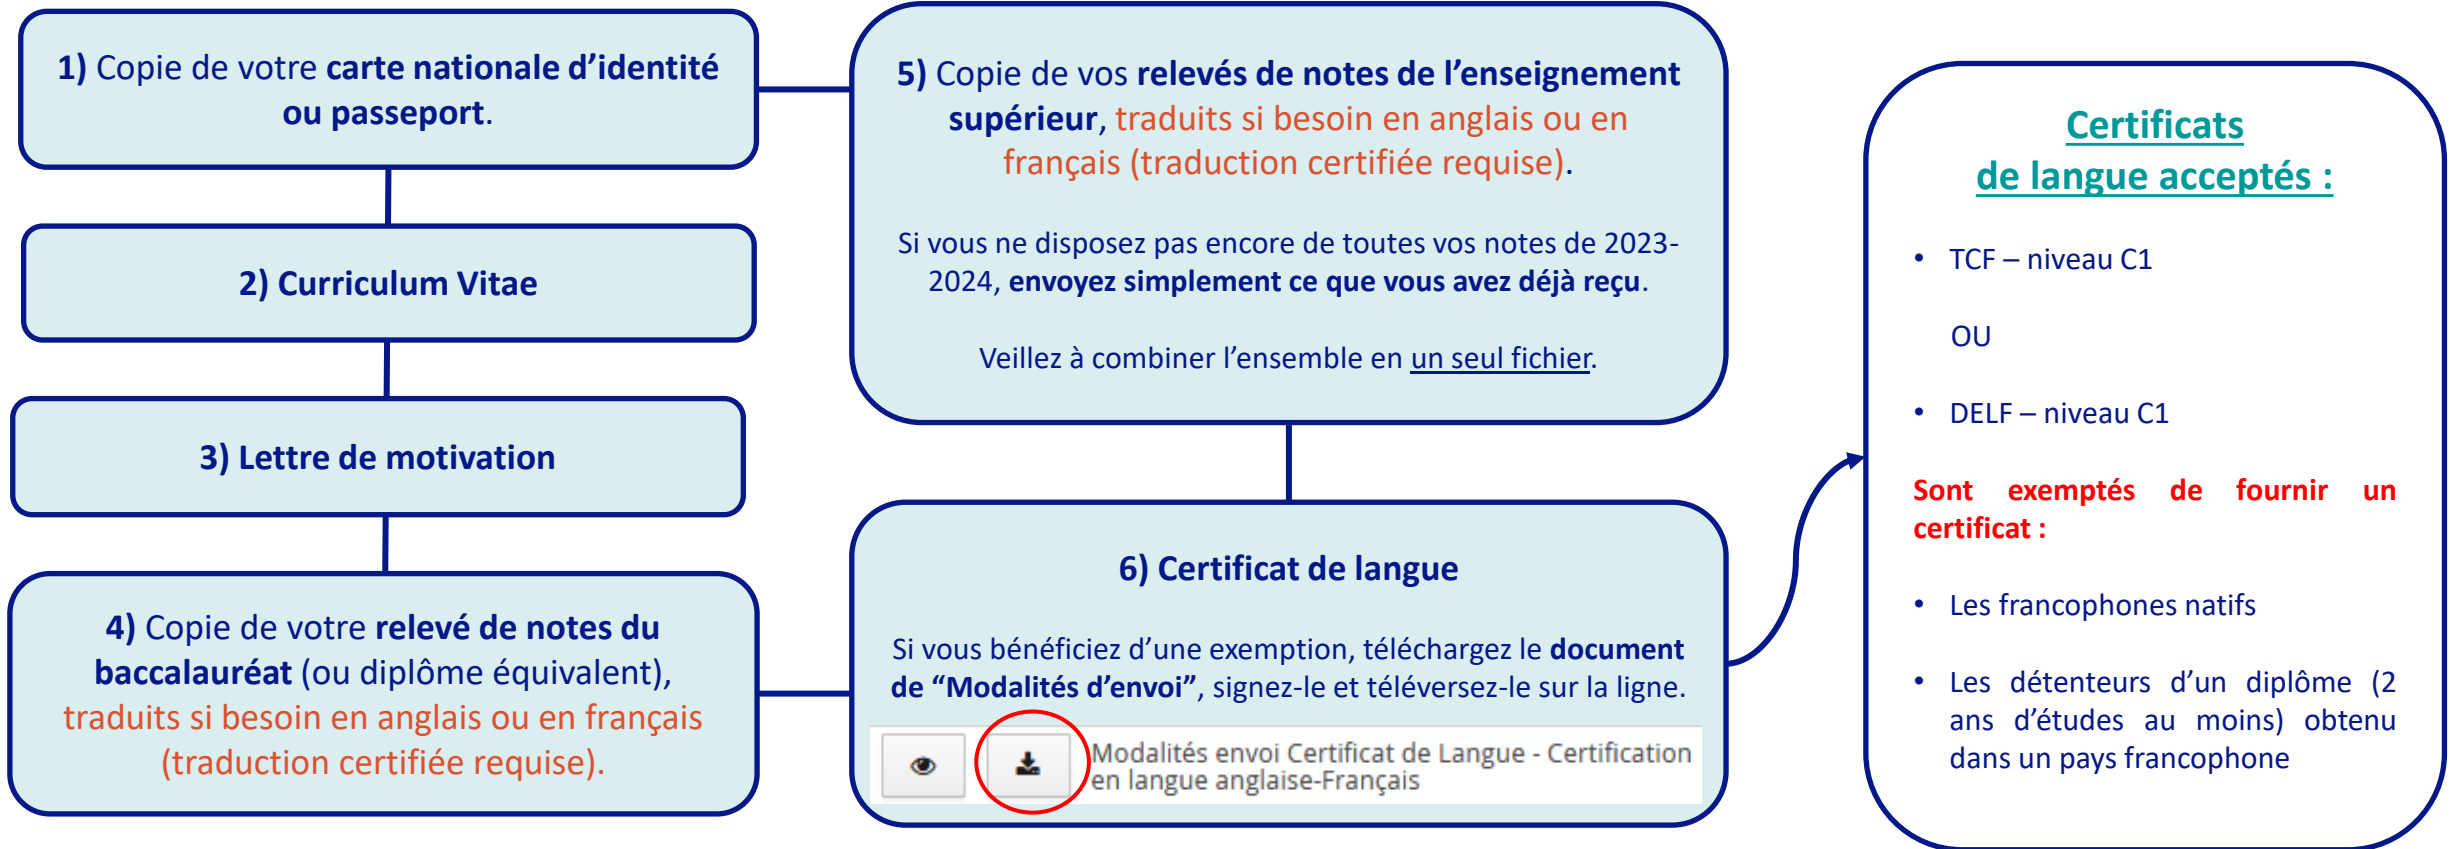 1) Copie de votre carte nationale d’identité
ou passeport.
2) Curriculum Vitae
3) Lettre de motivation
4) Copie de votre relevé de notes du
baccalauréat (ou diplôme équivalent),
traduits si besoin en anglais ou en français
(traduction certifiée requise).
5) Copie de vos relevés de notes de l’enseignement
supérieur, traduits si besoin en anglais ou en
français (traduction certifiée requise).
Si vous ne disposez pas encore de toutes vos notes de 2023-
2024, envoyez simplement ce que vous avez déjà reçu.
Veillez à combiner l’ensemble en un seul fichier.
6) Certificat de langue
Si vous bénéficiez d’une exemption, téléchargez le document
de “Modalités d’envoi”, signez-le et téléversez-le sur la ligne.
Modalités envoi Certificat de Langue - Certification
en langue anglaise-Français
Certificats
de langue acceptés :
• TCF – niveau C1
OU
• DELF – niveau C1
Sont exemptés de fournir un
certificat :
• Les francophones natifs
• Les détenteurs d’un diplôme (2
ans d’études au moins) obtenu
dans un pays francophone